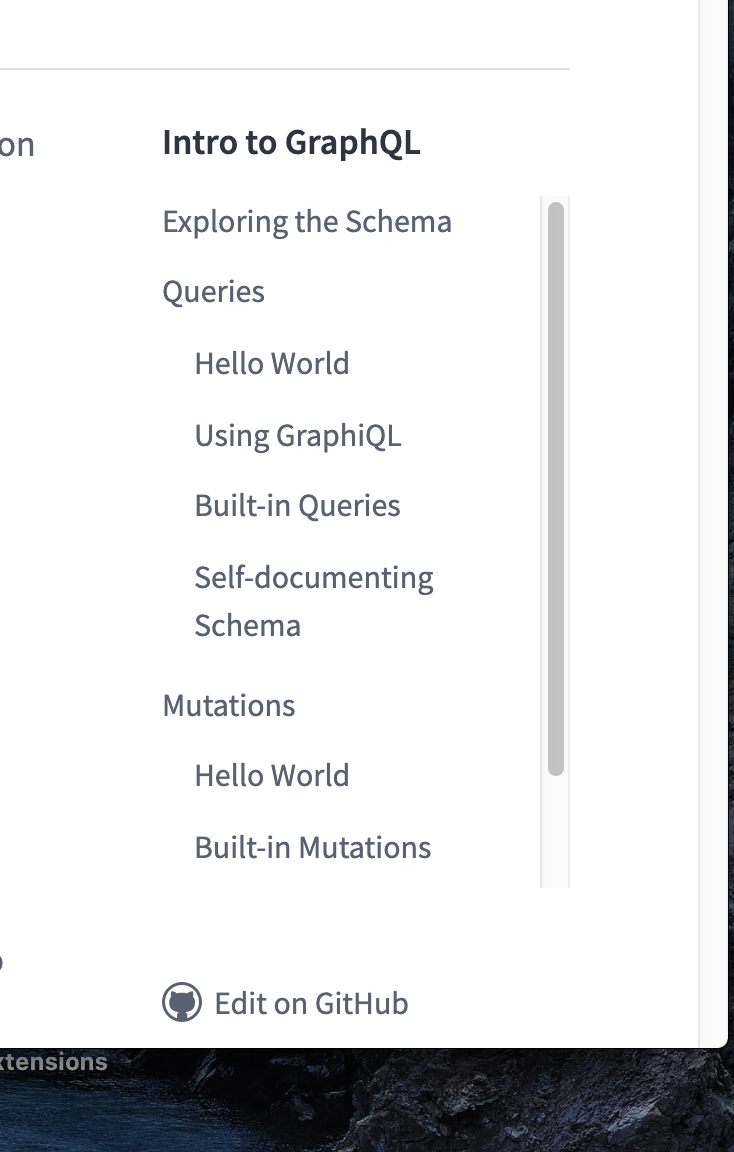 Intro to GraphQL
on
Exploring the Schema
Queries
Hello World
Using GraphiQL
Built-in Queries
Self-documenting
Schema
Mutations
Hello World
Built-in Mutations
Edit on GitHub
xtensions